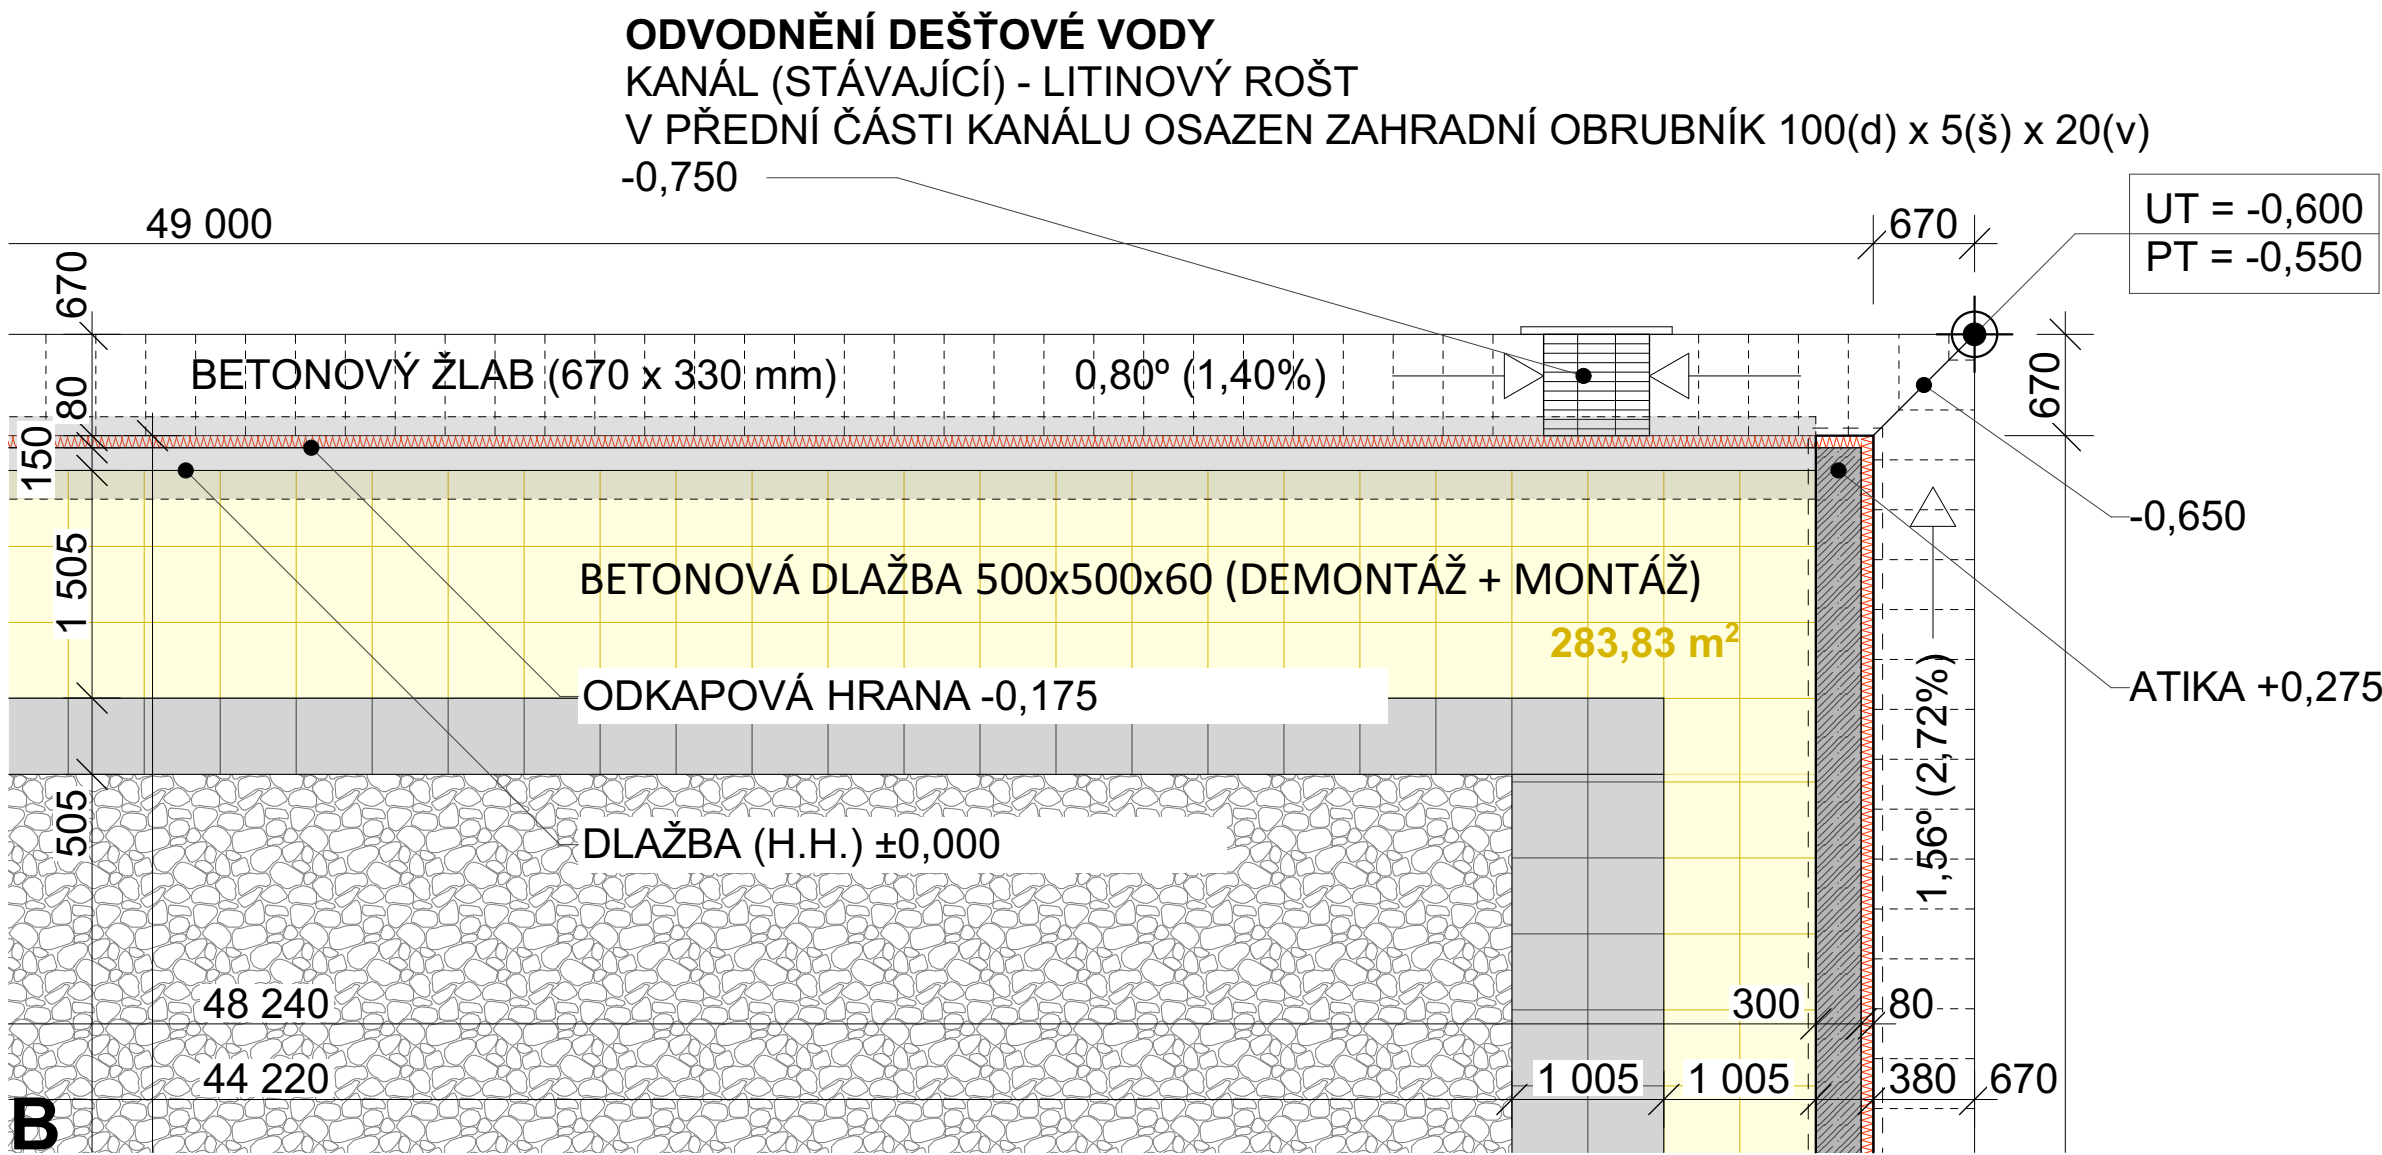 ODVODNĚNÍ DEŠŤOVÉ VODY
KANÁL (STÁVAJÍCÍ) - LITINOVÝ ROŠT
V PŘEDNÍ ČÁSTI KANÁLU OSAZEN ZAHRADNÍ OBRUBNÍK 100(d) x 5(š) x 20(v)
-0,750
49 000
670
UT = -0,600
PT = -0,550
670
BETONOVÝ ŽLAB (670 x 330 mm)
0,80º (1,40%)
670
80
150
-0,650
1 505
BETONOVÁ DLAŽBA 500x500x60 (DEMONTÁŽ + MONTÁŽ)
283,83 m²
ODKAPOVÁ HRANA -0,175
ATIKA +0,275
1,56º (2,72%)
505
DLAŽBA (H.H.) ±0,000
48 240
300
80
44 220
1 005
1 005
380
670
B